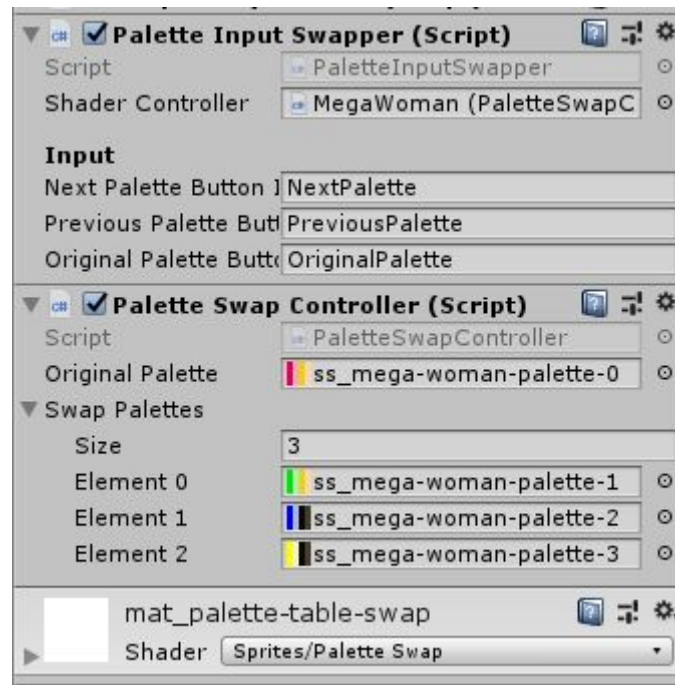 Palette Input Swapper (Script)
Script PaletteInputSwapper
Shader Controller MegaWoman (PaletteSwapC
Input
Next Palette Button I NextPalette
Previous Palette Butt PreviousPalette
Original Palette Butto OriginalPalette
Palette Swap Controller (Script)
Script PaletteSwapController
Original Palette ss_mega-woman-palette-0
Swap Palettes
Size 3
Element 0 ss_mega-woman-palette-1
Element 1 ss_mega-woman-palette-2
Element 2 ss_mega-woman-palette-3
mat_palette-table-swap
Shader Sprites/Palette Swap